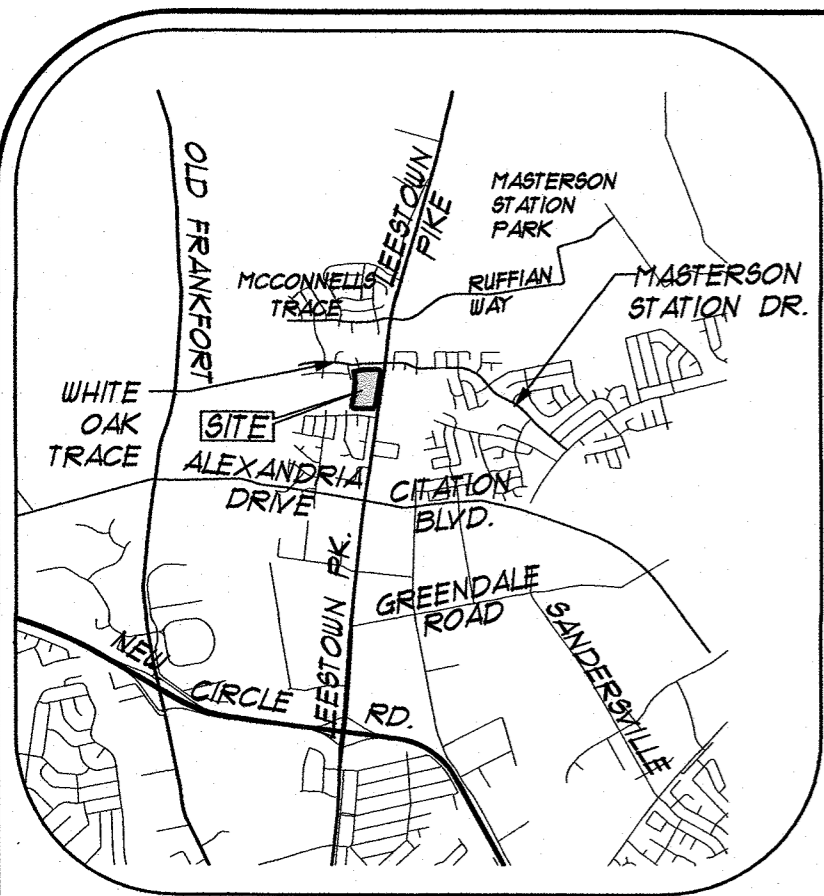 OLD FRANKFORT
LEESTOWN
PIKE
MASTERSON
STATION
PARK
MCCONNELLS
TRACE
RUFFIAN
WAY
MASTERSON
STATION DR.
WHITE
OAK
TRACE
SITE
ALEXANDRIA
DRIVE
CITATION
BLVD.
LEESTOWN PK.
GREENDALE
ROAD
SANDERSVILLE
NEW
CIRCLE
RD.